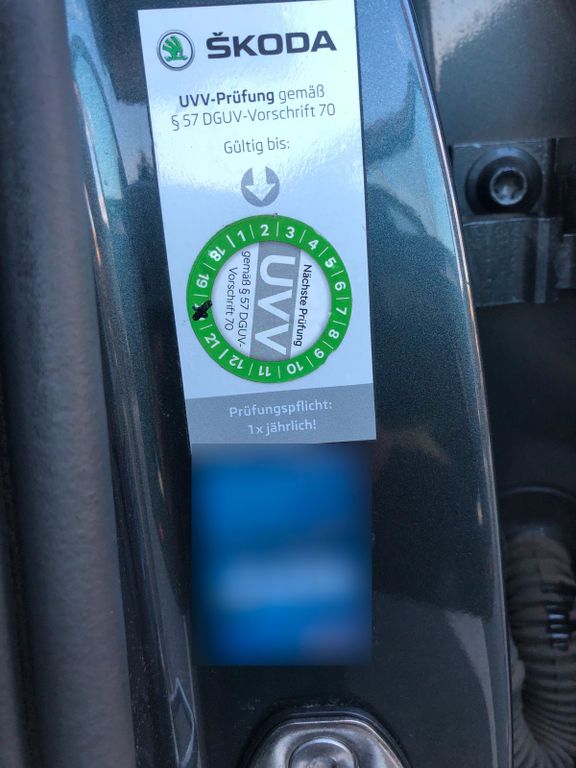 ŠKODA
UVV-Prüfung gemäß
§ 57 DGUV-Vorschrift 70
Gültig bis:
1 2 3 4 5 6 7 8 9 10 11 12
21 19 18
Nächste Prüfung
UVV
gemäß § 57 DGUV-
Vorschrift 70
Prüfungspflicht:
1 x jährlich!